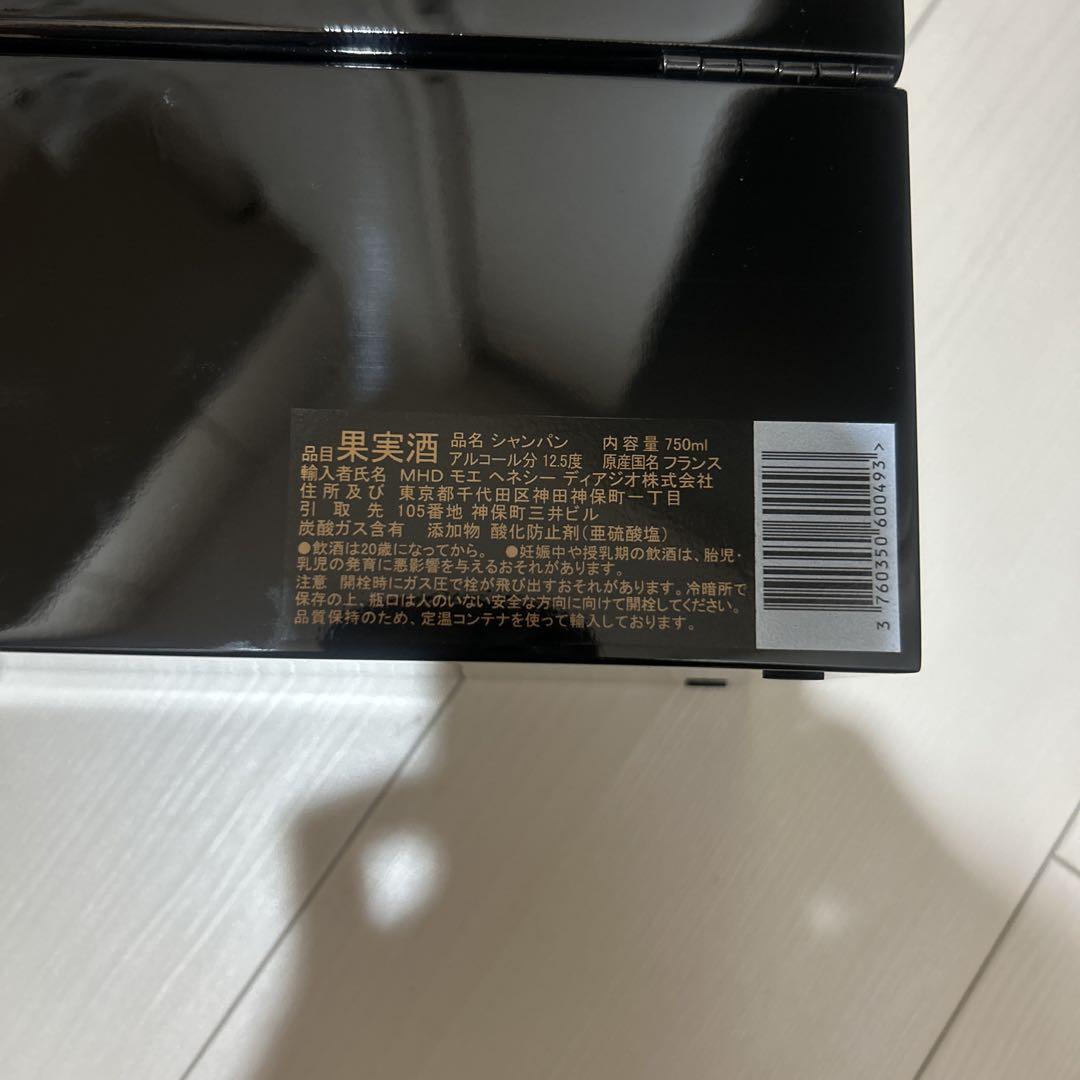 品目 果実酒 品名 シャンパン 内容量 750ml
アルコール分 12.5度 原産国名 フランス
輸入者氏名 MHD モエ ヘネシー ディアジオ株式会社
住所及び 東京都千代田区神田神保町一丁目
引取先 105番地 神保町三井ビル
炭酸ガス含有 添加物 酸化防止剤(亜硫酸塩)
●飲酒は20歳になってから。 ●妊娠中や授乳期の飲酒は、胎児・
乳児の発育に悪影響を与えるおそれがあります。
注意 開栓時にガス圧で栓が飛び出すおそれがあります。冷暗所で
保存の上、瓶口は人のいない安全な方向に向けて開栓してください。
品質保持のため、定温コンテナを使って輸入しております。
3 760350 600493 >